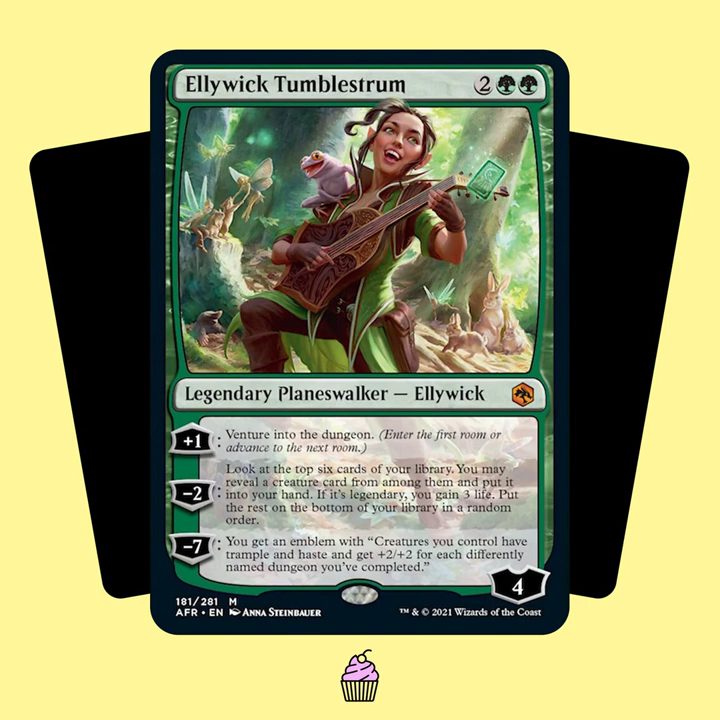 Ellywick Tumblestrum 2
Legendary Planeswalker — Ellywick
+1 : Venture into the dungeon. (Enter the first room or
advance to the next room.)
Look at the top six cards of your library. You may
reveal a creature card from among them and put it
−2 : into your hand. If it's legendary, you gain 3 life. Put
the rest on the bottom of your library in a random
order.
−7 : You get an emblem with “Creatures you control have
trample and haste and get +2/+2 for each differently
named dungeon you've completed.”
4
181/281 M
AFR • EN Anna Steinbauer ™ & © 2021 Wizards of the Coast